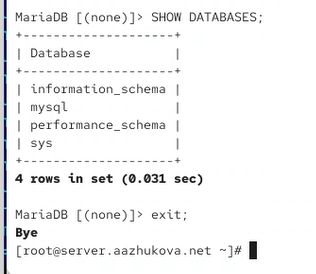 MariaDB [(none)]> SHOW DATABASES;
+--------------------+
| Database           |
+--------------------+
| information_schema |
| mysql              |
| performance_schema |
| sys                |
+--------------------+
4 rows in set (0.031 sec)

MariaDB [(none)]> exit;
Bye
[root@server.aazhukova.net ~]#